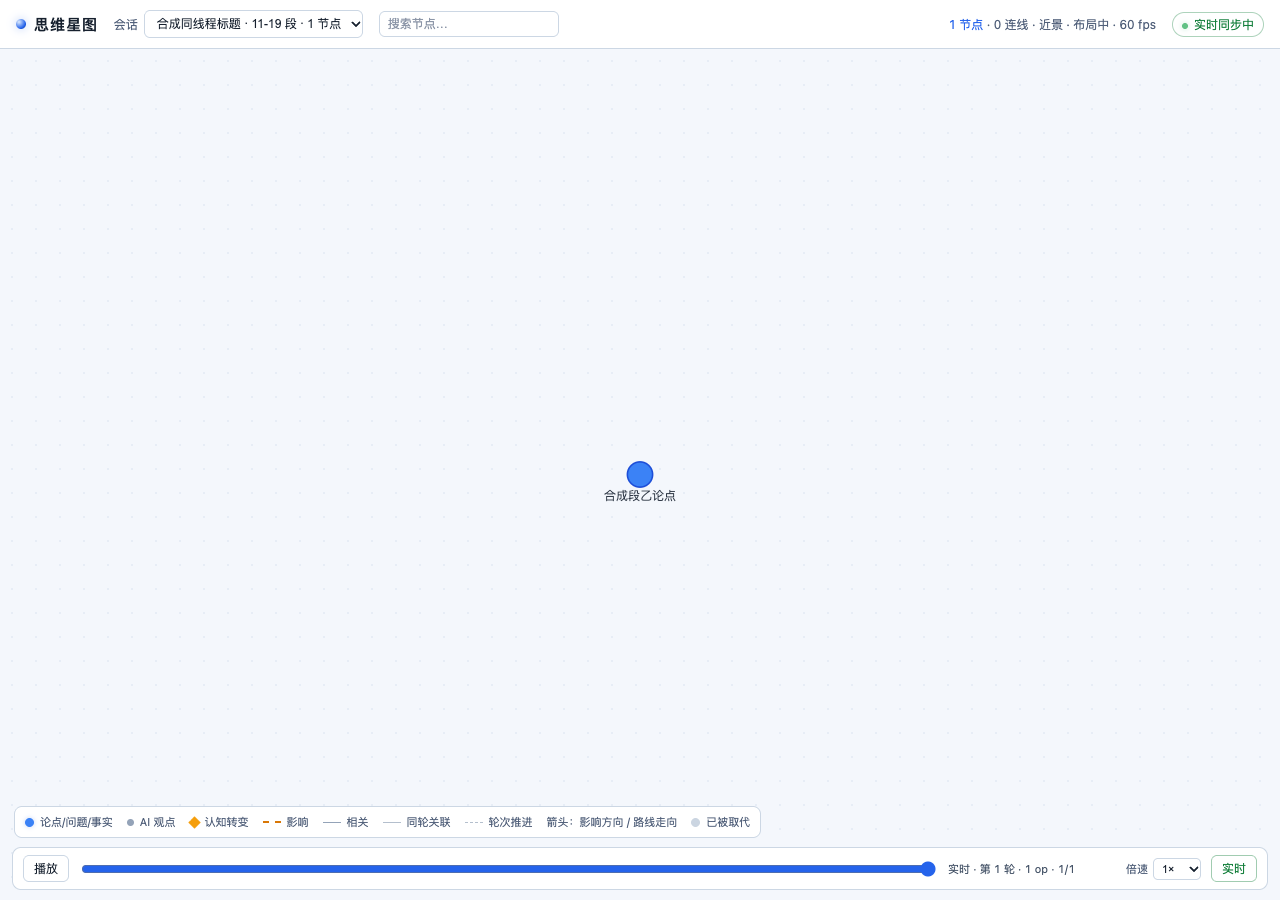 思维星图 会话 合成同线程标题 · 11-19 段 · 1 节点 搜索节点... 1 节点 · 0 连线 · 近景 · 布局中 · 60 fps 实时同步中
合成段乙论点
论点/问题/事实 AI 观点 认知转变 影响 相关 同轮关联 轮次推进 箭头：影响方向 / 路线走向 已被取代
播放 实时 · 第 1 轮 · 1 op · 1/1 倍速 1× 实时